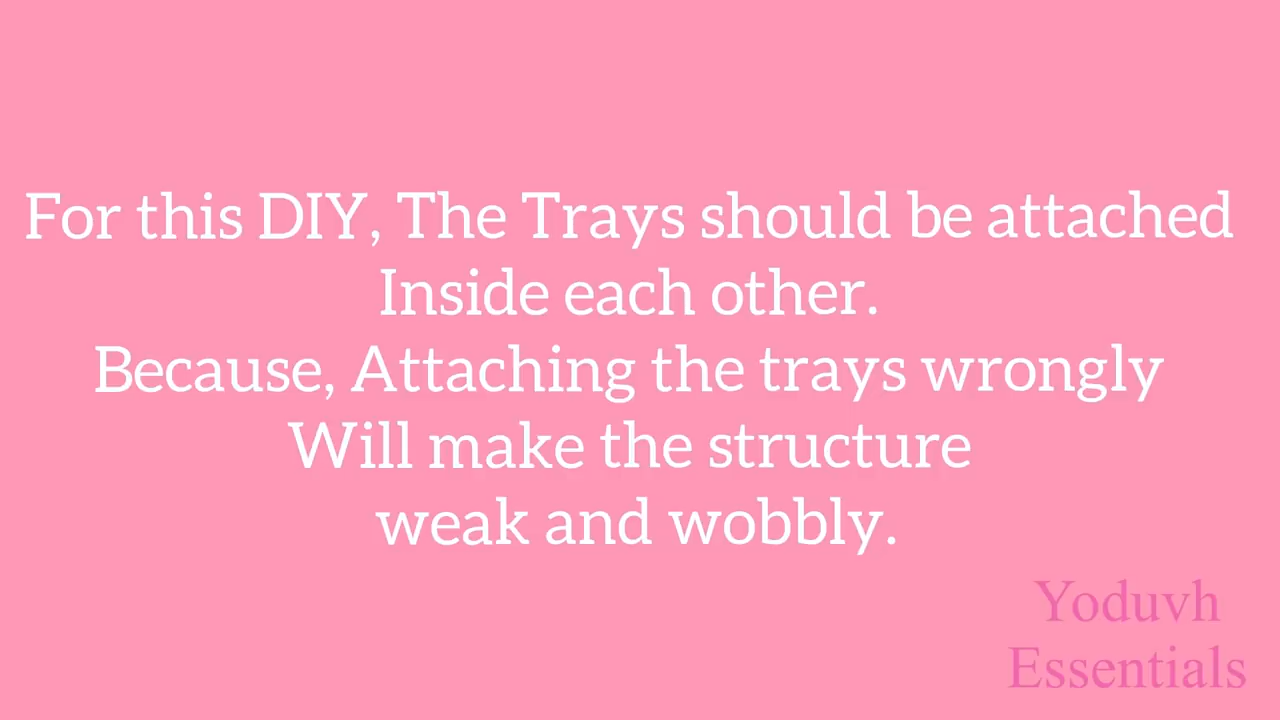 For this DIY, The Trays should be attached
Inside each other.
Because, Attaching the trays wrongly
Will make the structure
weak and wobbly.
Yoduvh
Essentials